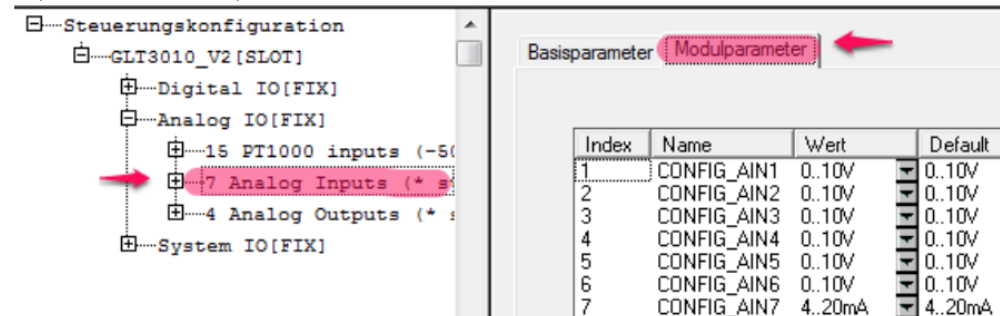 Steuerungskonfiguration
GLT3010_V2[SLOT]
Digital IO[FIX]
Analog IO[FIX]
15 PT1000 inputs (-50
7 Analog Inputs (* s
4 Analog Outputs (* s
System IO[FIX]
Basisparameter Modulparameter
Index Name Wert Default
1 CONFIG_AIN1 0..10V 0..10V
2 CONFIG_AIN2 0..10V 0..10V
3 CONFIG_AIN3 0..10V 0..10V
4 CONFIG_AIN4 0..10V 0..10V
5 CONFIG_AIN5 0..10V 0..10V
6 CONFIG_AIN6 0..10V 0..10V
7 CONFIG_AIN7 4..20mA 4..20mA